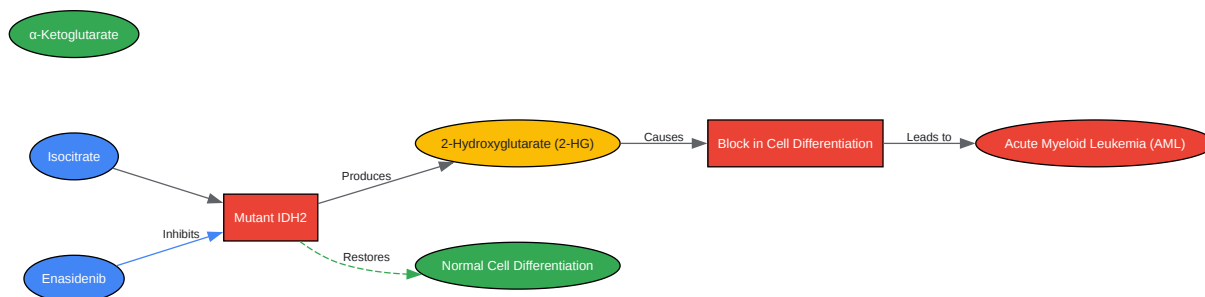 α-Ketoglutarate
Isocitrate
Enasidenib
Inhibits
Mutant IDH2
Produces
Restores
2-Hydroxyglutarate (2-HG)
Normal Cell Differentiation
Causes
Block in Cell Differentiation
Leads to
Acute Myeloid Leukemia (AML)